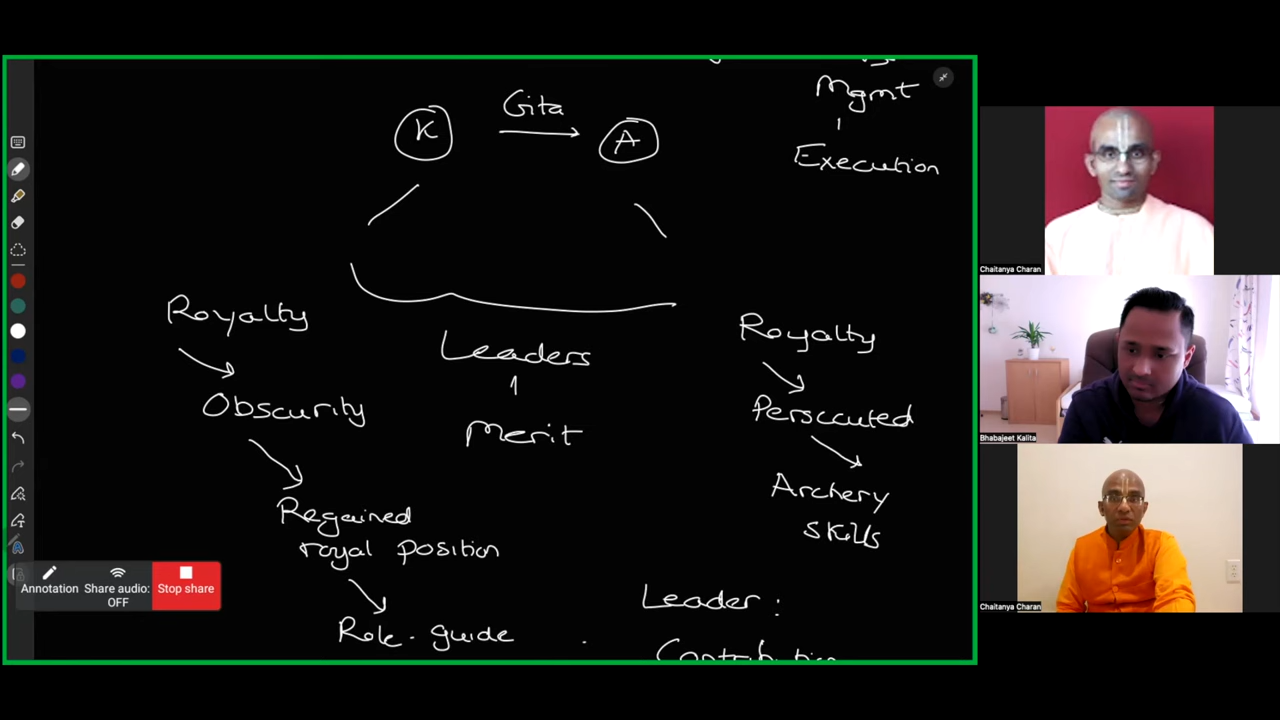 Mgmt
Execution
K
Gita
A
Royalty
Obscurity
Regained
royal position
Role - guide
Leaders
Merit
Royalty
Persecuted
Archery
skills
Leader :
Contribution
Annotation
Share audio:
OFF
Stop share
Chaitanya Charan
Bhabajeet Kalita
Chaitanya Charan